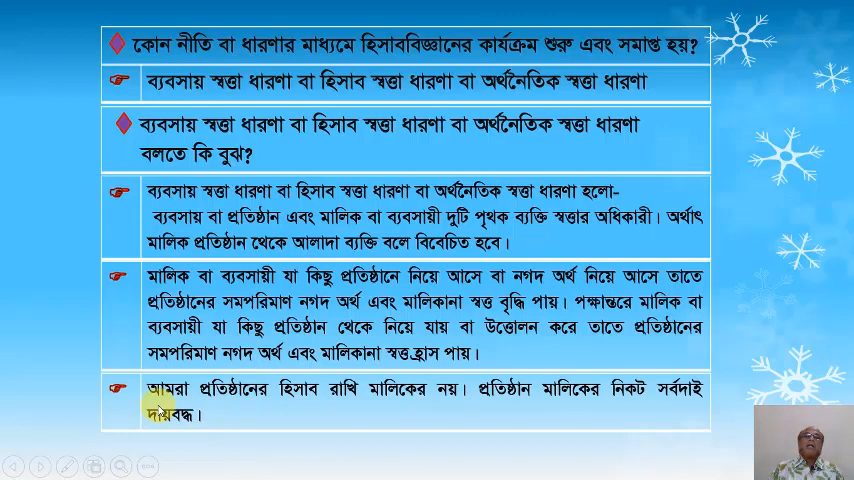 কোন নীতি বা ধারণার মাধ্যমে হিসাববিজ্ঞানের কার্যক্রম শুরু এবং সমাপ্ত হয়?
ব্যবসায় স্বত্তা ধারণা বা হিসাব স্বত্তা ধারণা বা অর্থনৈতিক স্বত্তা ধারণা
ব্যবসায় স্বত্তা ধারণা বা হিসাব স্বত্তা ধারণা বা অর্থনৈতিক স্বত্তা ধারণা
বলতে কি বুঝ?
ব্যবসায় স্বত্তা ধারণা বা হিসাব স্বত্তা ধারণা বা অর্থনৈতিক স্বত্তা ধারণা হলো-
ব্যবসায় বা প্রতিষ্ঠান এবং মালিক বা ব্যবসায়ী দুটি পৃথক ব্যক্তি স্বত্তার অধিকারী। অর্থাৎ
মালিক প্রতিষ্ঠান থেকে আলাদা ব্যক্তি বলে বিবেচিত হবে।
মালিক বা ব্যবসায়ী যা কিছু প্রতিষ্ঠানে নিয়ে আসে বা নগদ অর্থ নিয়ে আসে তাতে
প্রতিষ্ঠানের সমপরিমাণ নগদ অর্থ এবং মালিকানা স্বত্ত বৃদ্ধি পায়। পক্ষান্তরে মালিক বা
ব্যবসায়ী যা কিছু প্রতিষ্ঠান থেকে নিয়ে যায় বা উত্তোলন করে তাতে প্রতিষ্ঠানের
সমপরিমাণ নগদ অর্থ এবং মালিকানা স্বত্ত হ্রাস পায়।
আমরা প্রতিষ্ঠানের হিসাব রাখি মালিকের নয়। প্রতিষ্ঠান মালিকের নিকট সর্বদাই
দায়বদ্ধ।